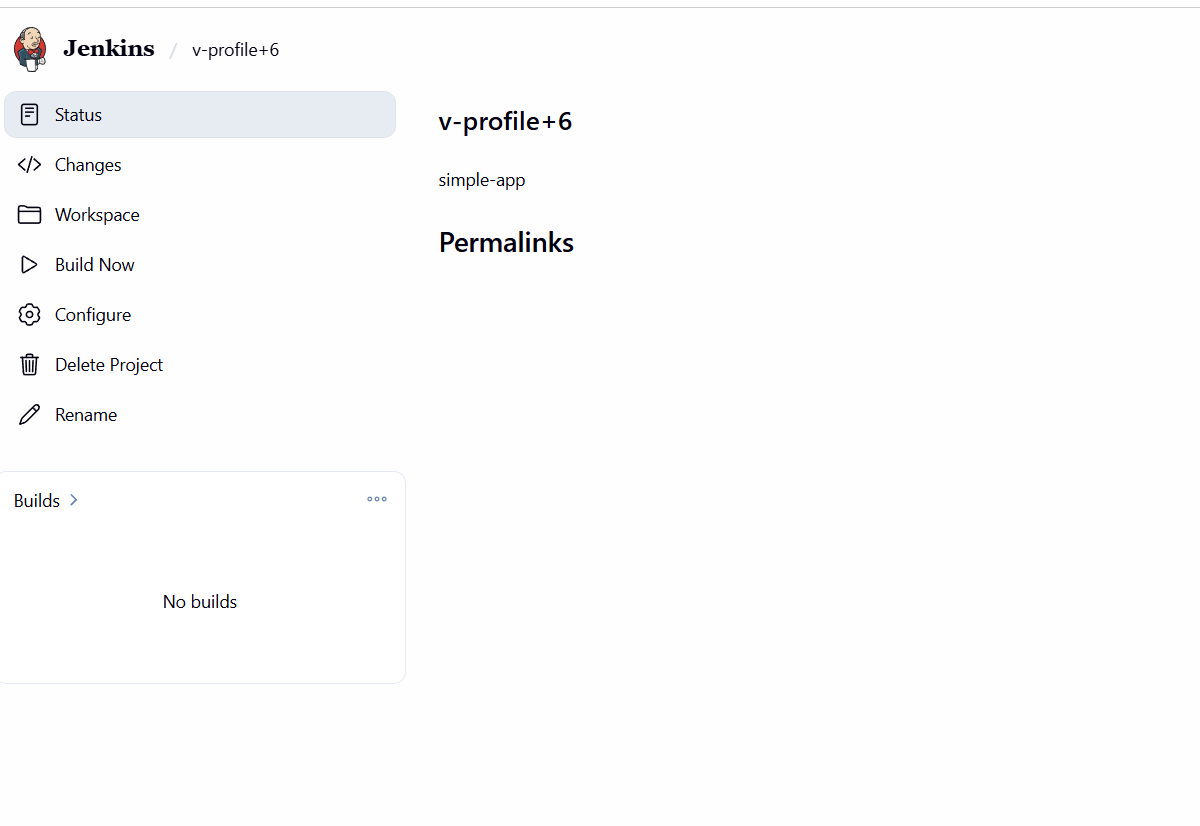 Jenkins / v-profile+6
Status
Changes
Workspace
Build Now
Configure
Delete Project
Rename
Builds
No builds
v-profile+6
simple-app
Permalinks